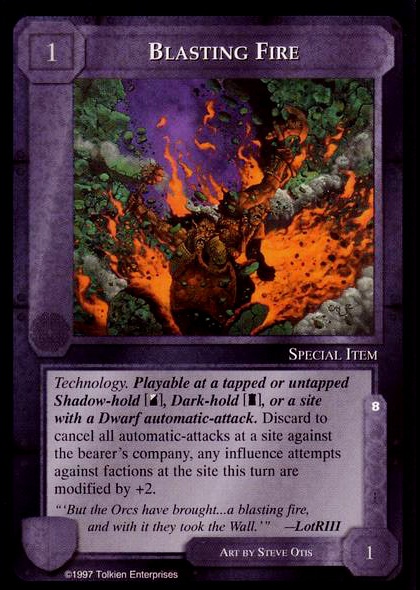 1
BLASTING FIRE
SPECIAL ITEM
Technology. Playable at a tapped or untapped
Shadow-hold [], Dark-hold [], or a site
with a Dwarf automatic-attack. Discard to
cancel all automatic-attacks at a site against
the bearer's company, any influence attempts
against factions at the site this turn are
modified by +2.
"'But the Orcs have brought...a blasting fire,
and with it they took the Wall.'" —LotRIII
8
ART BY STEVE OTIS
1
©1997 Tolkien Enterprises